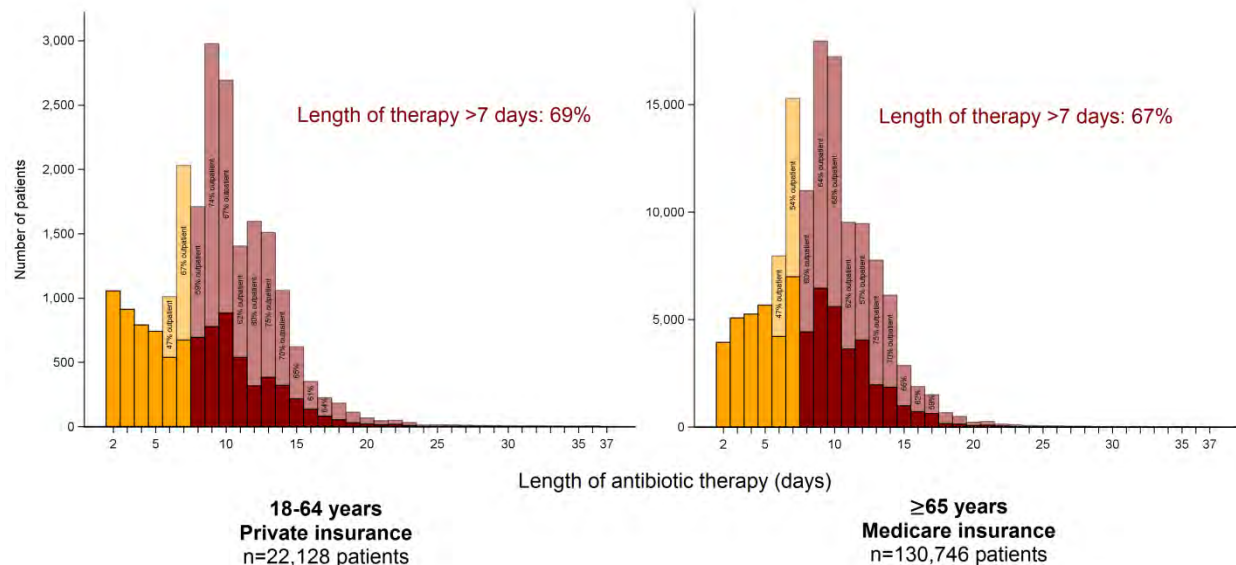 3,000
2,500
2,000
1,500
1,000
500
0
Number of patients
Length of therapy >7 days: 69%
47% outpatient
67% outpatient
59% outpatient
74% outpatient
67% outpatient
62% outpatient
80% outpatient
75% outpatient
70% outpatient
65%
61%
64%
2 5 10 15 20 30 35 37
15,000
10,000
5,000
0
Length of therapy >7 days: 67%
47% outpatient
54% outpatient
60% outpatient
64% outpatient
62% outpatient
57% outpatient
75% outpatient
70% outpatient
66%
62%
59%
2 5 10 15 20 30 35 37
Length of antibiotic therapy (days)
18-64 years
Private insurance
n=22,128 patients
≥65 years
Medicare insurance
n=130,746 patients